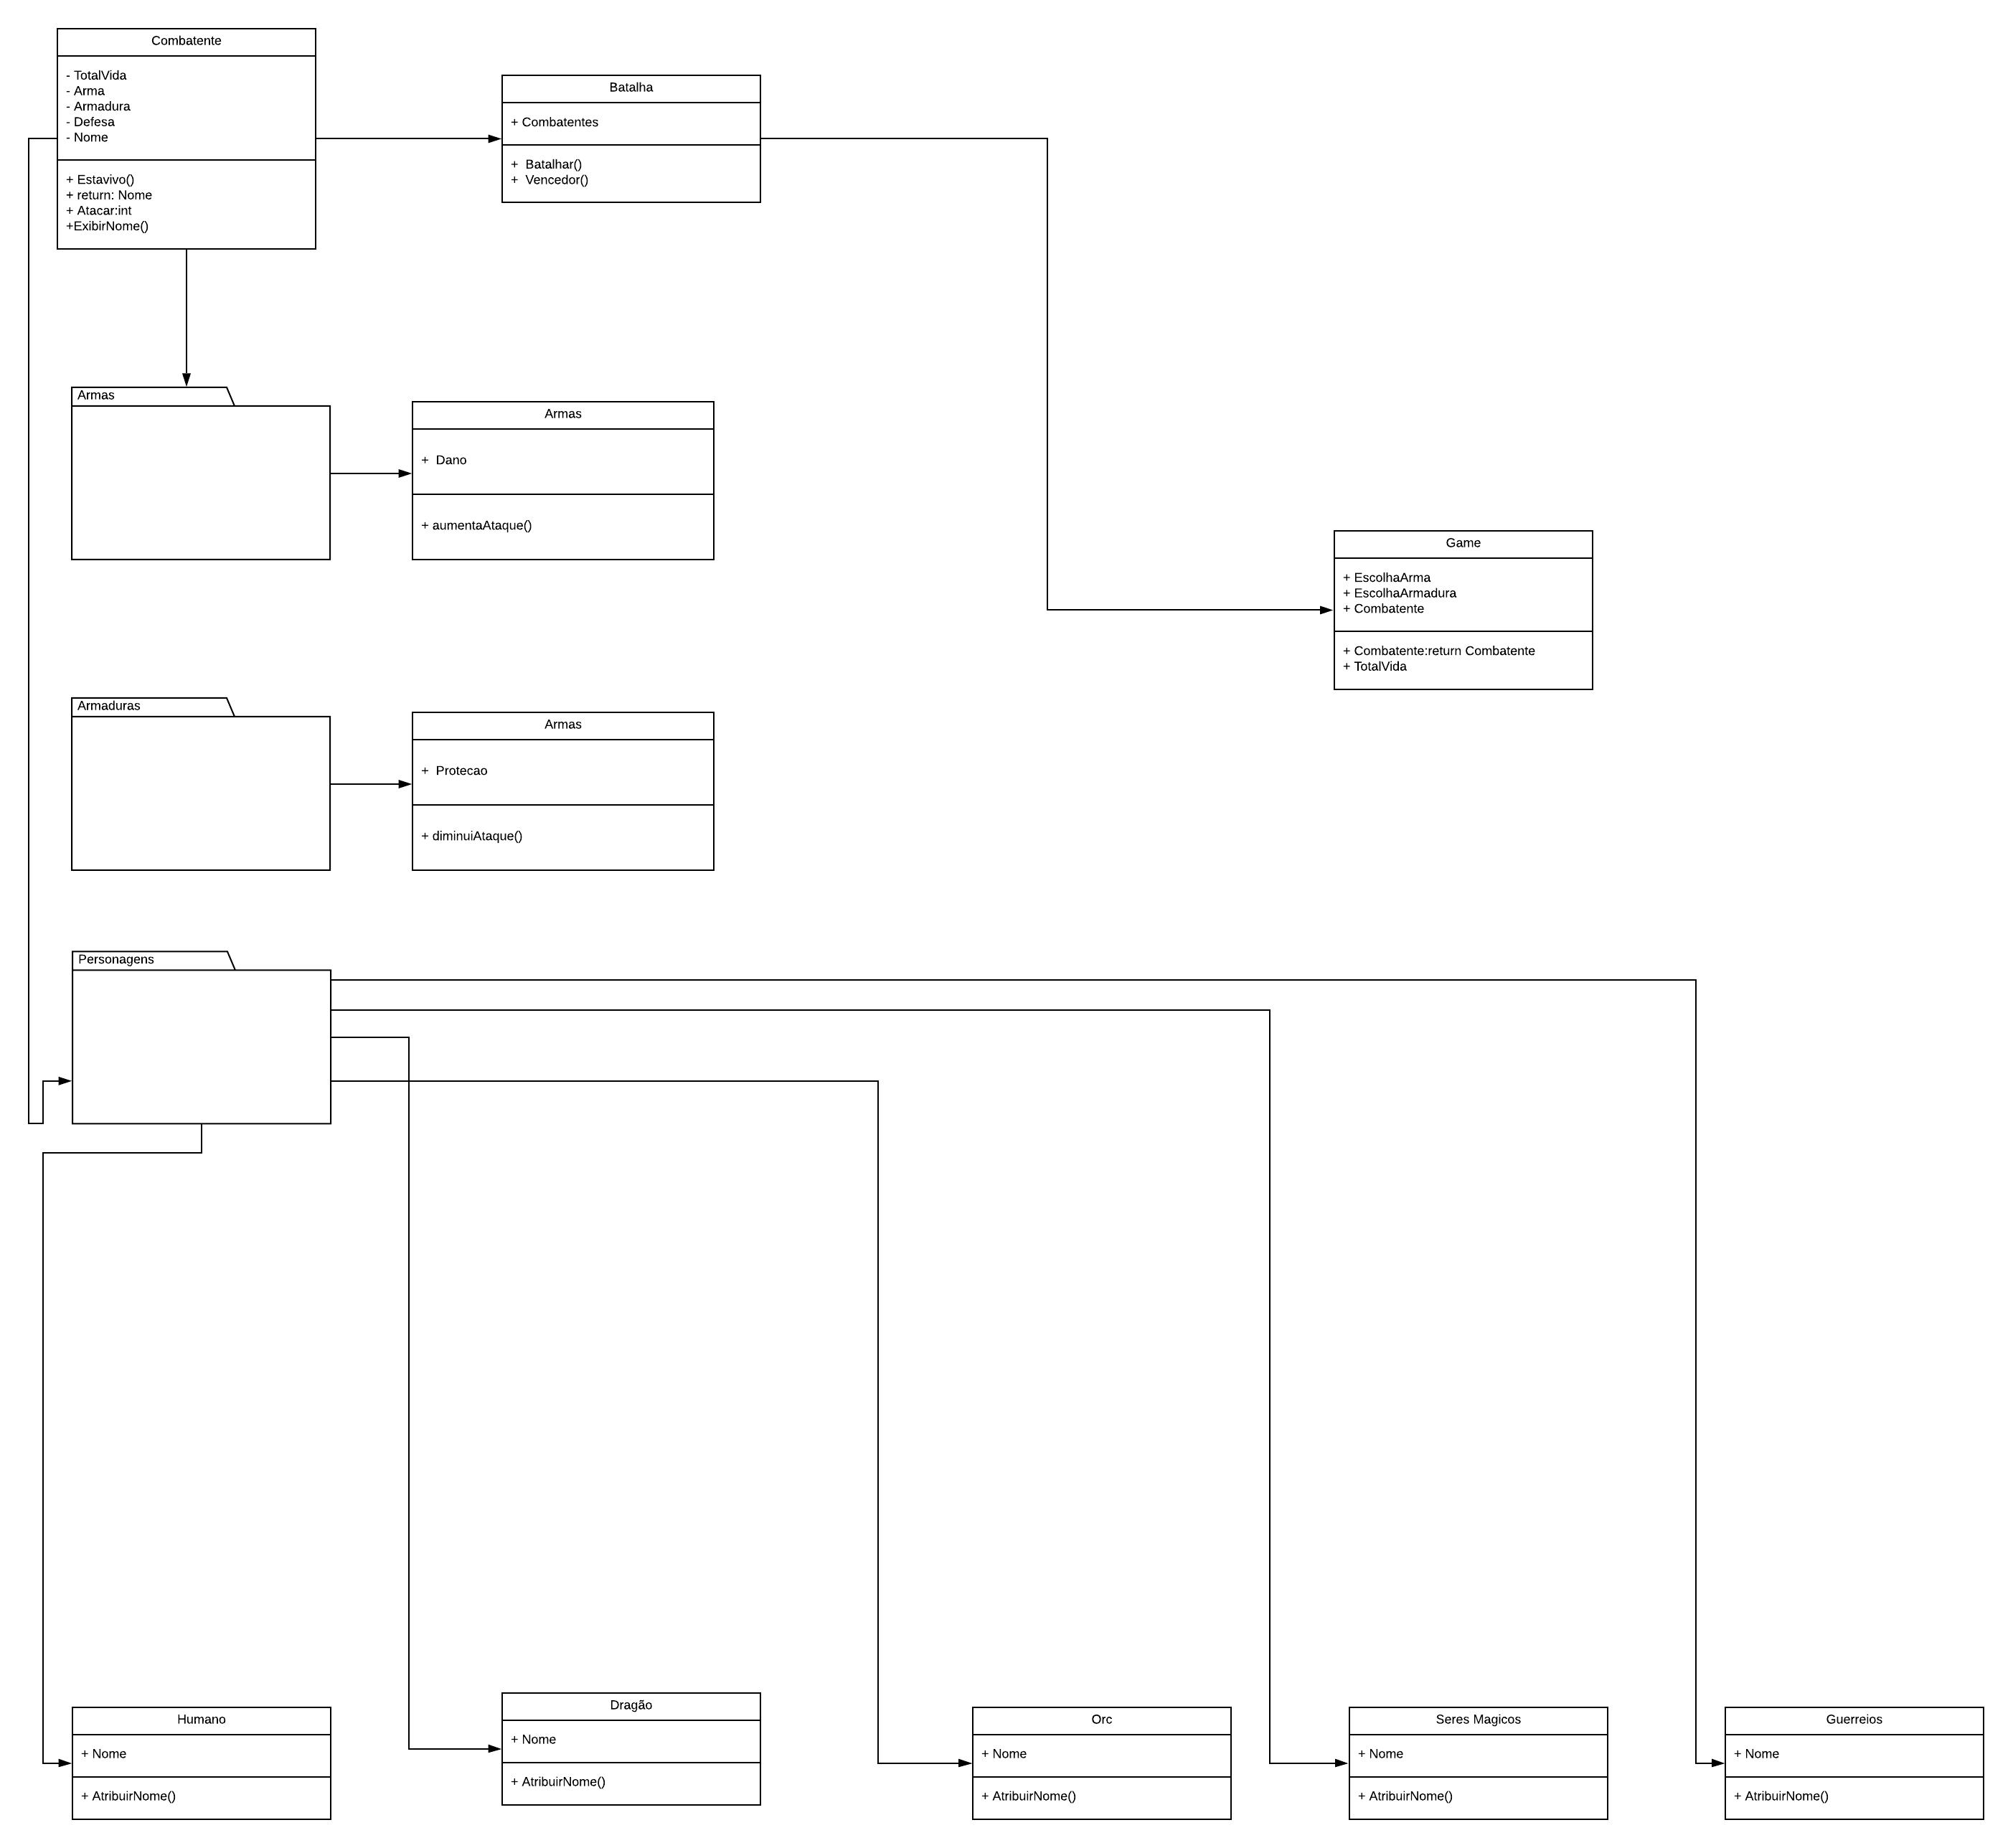 Combatente
- TotalVida
- Arma
- Armadura
- Defesa
- Nome
+ Estavivo()
+ return: Nome
+ Atacar:int
+ExibirNome()
Batalha
+ Combatentes
+  Batalhar()
+  Vencedor()
Armas
Armas
+  Dano
+ aumentaAtaque()
Game
+ EscolhaArma
+ EscolhaArmadura
+ Combatente
+ Combatente:return Combatente
+ TotalVida
Armaduras
Armas
+  Protecao
+ diminuiAtaque()
Personagens
Humano
+ Nome
+ AtribuirNome()
Dragão
+ Nome
+ AtribuirNome()
Orc
+ Nome
+ AtribuirNome()
Seres Magicos
+ Nome
+ AtribuirNome()
Guerreios
+ Nome
+ AtribuirNome()